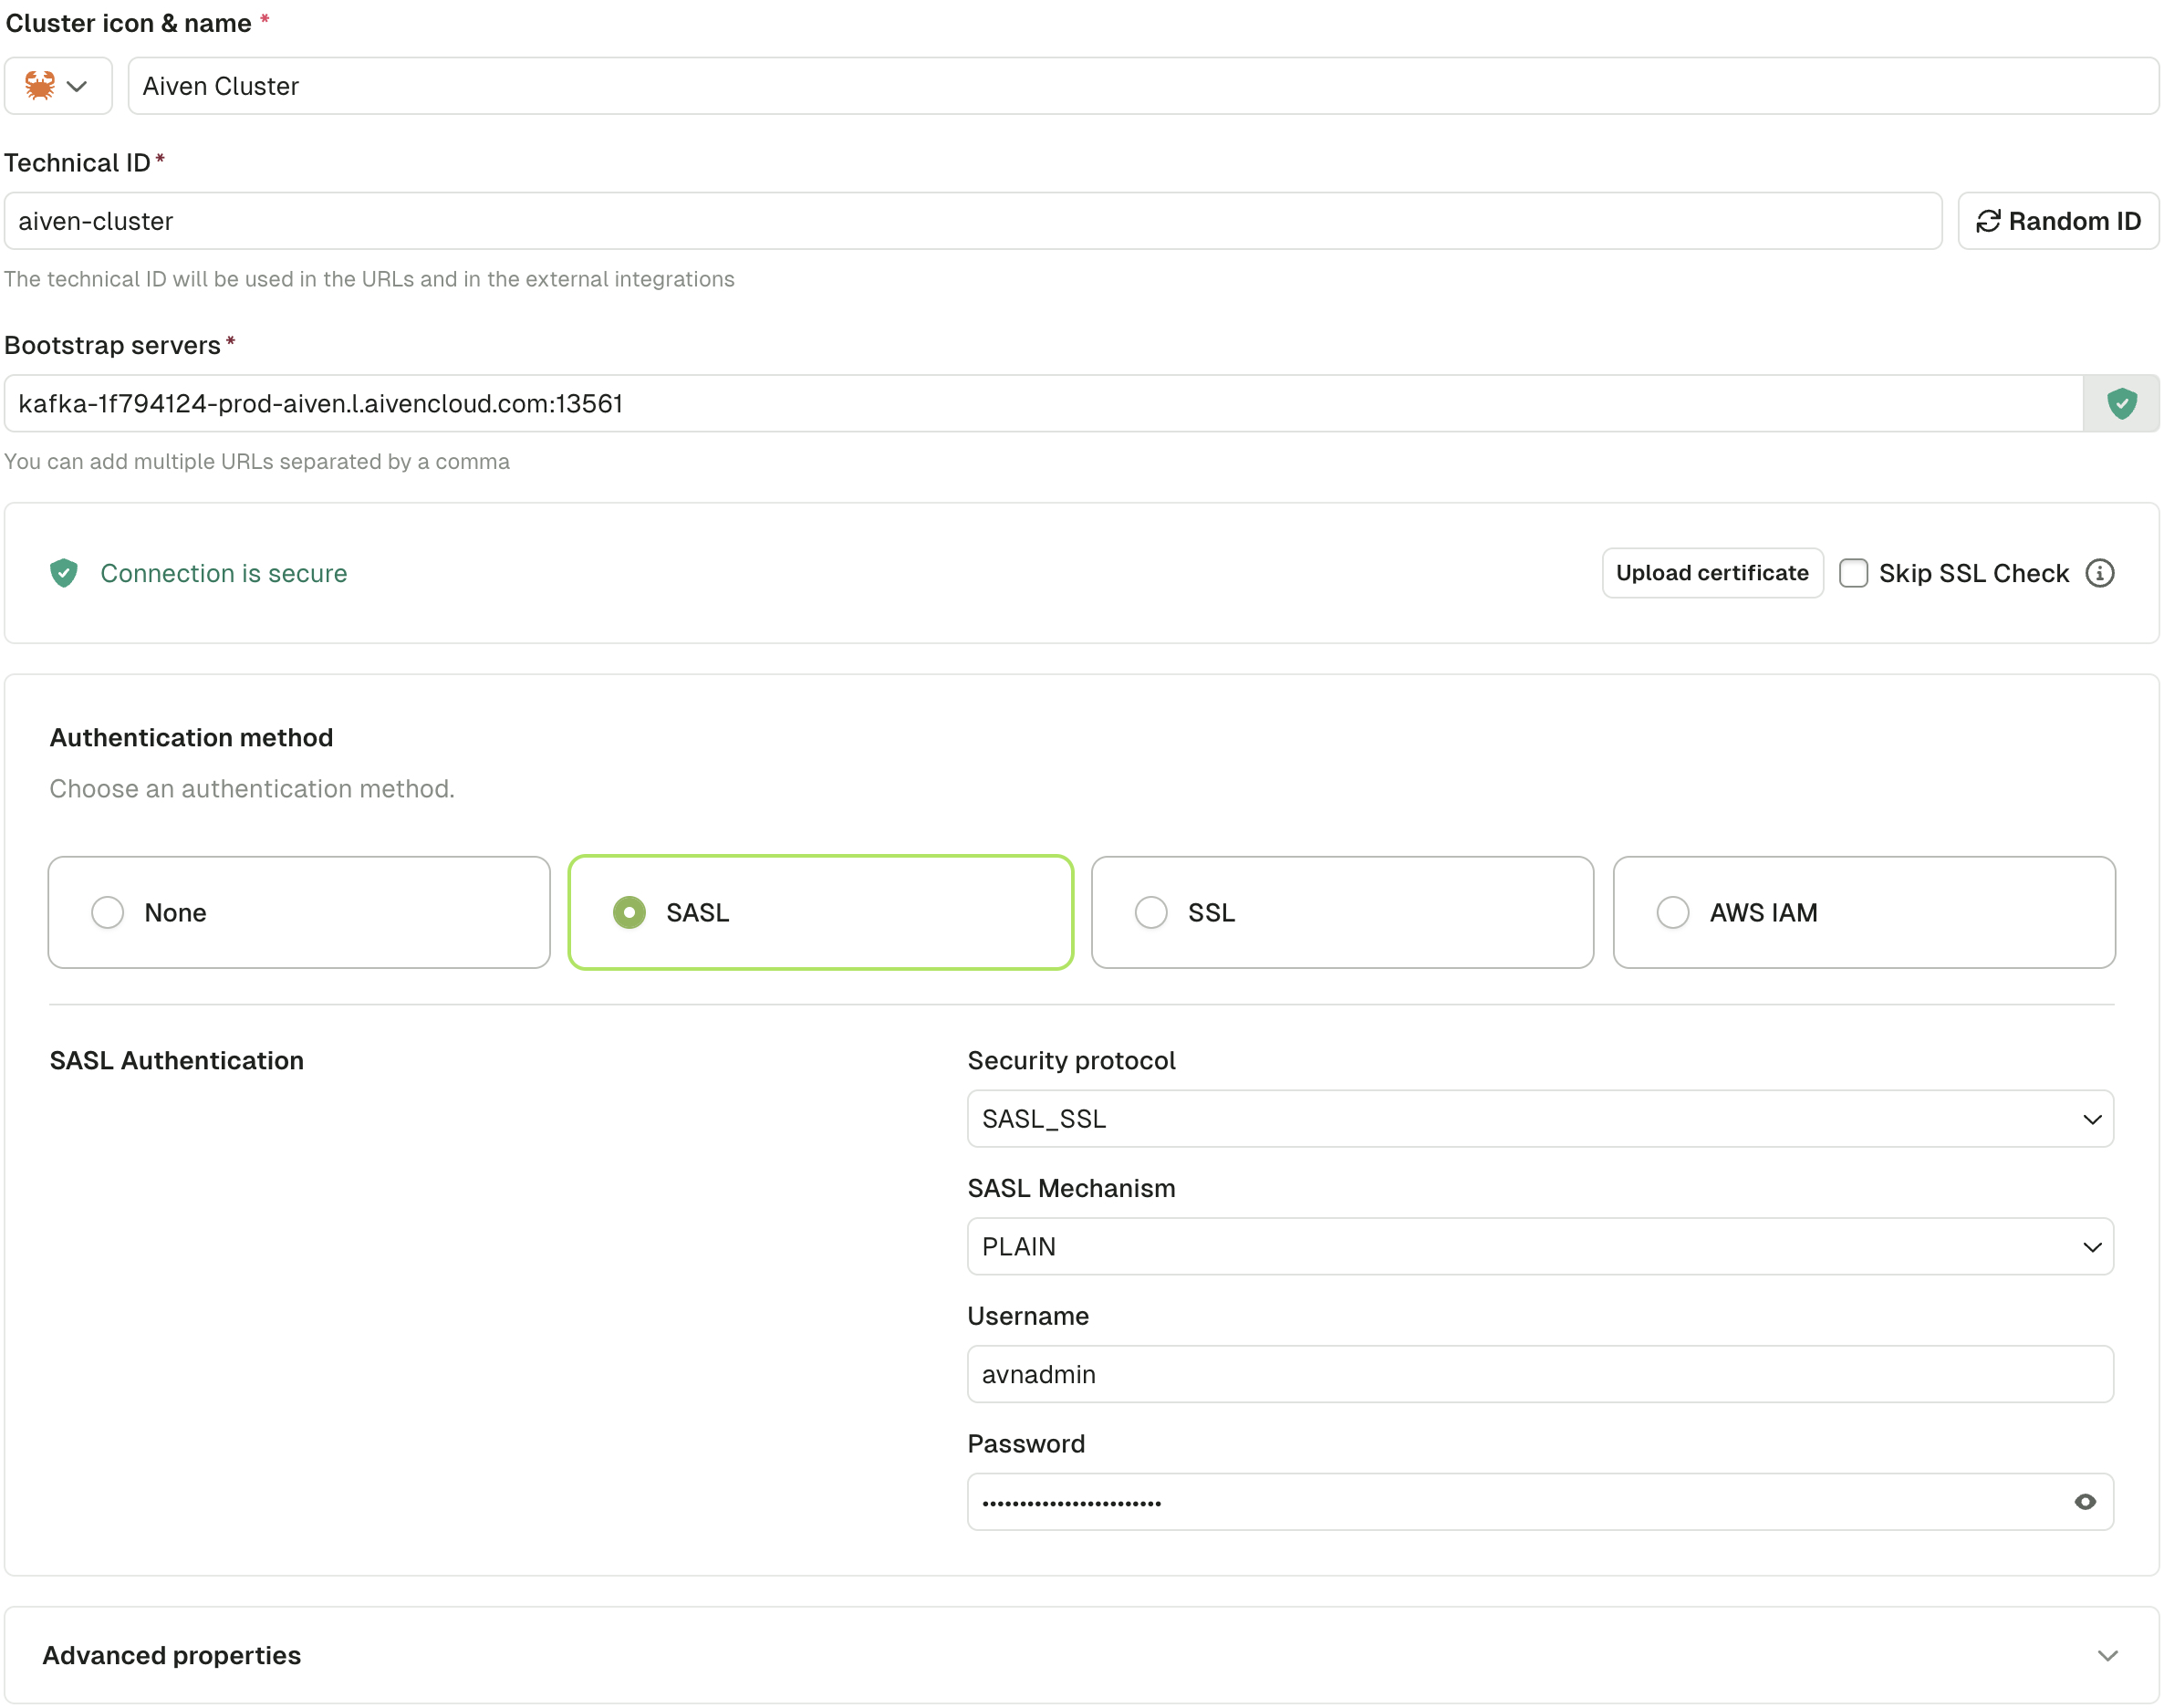 Cluster icon & name *
Aiven Cluster
Technical ID *
aiven-cluster
Random ID
The technical ID will be used in the URLs and in the external integrations
Bootstrap servers *
kafka-1f794124-prod-aiven.l.aivencloud.com:13561
You can add multiple URLs separated by a comma
Connection is secure
Upload certificate
Skip SSL Check
Authentication method
Choose an authentication method.
None
SASL
SSL
AWS IAM
SASL Authentication
Security protocol
SASL_SSL
SASL Mechanism
PLAIN
Username
avnadmin
Password
••••••••••••••••••••••••
Advanced properties